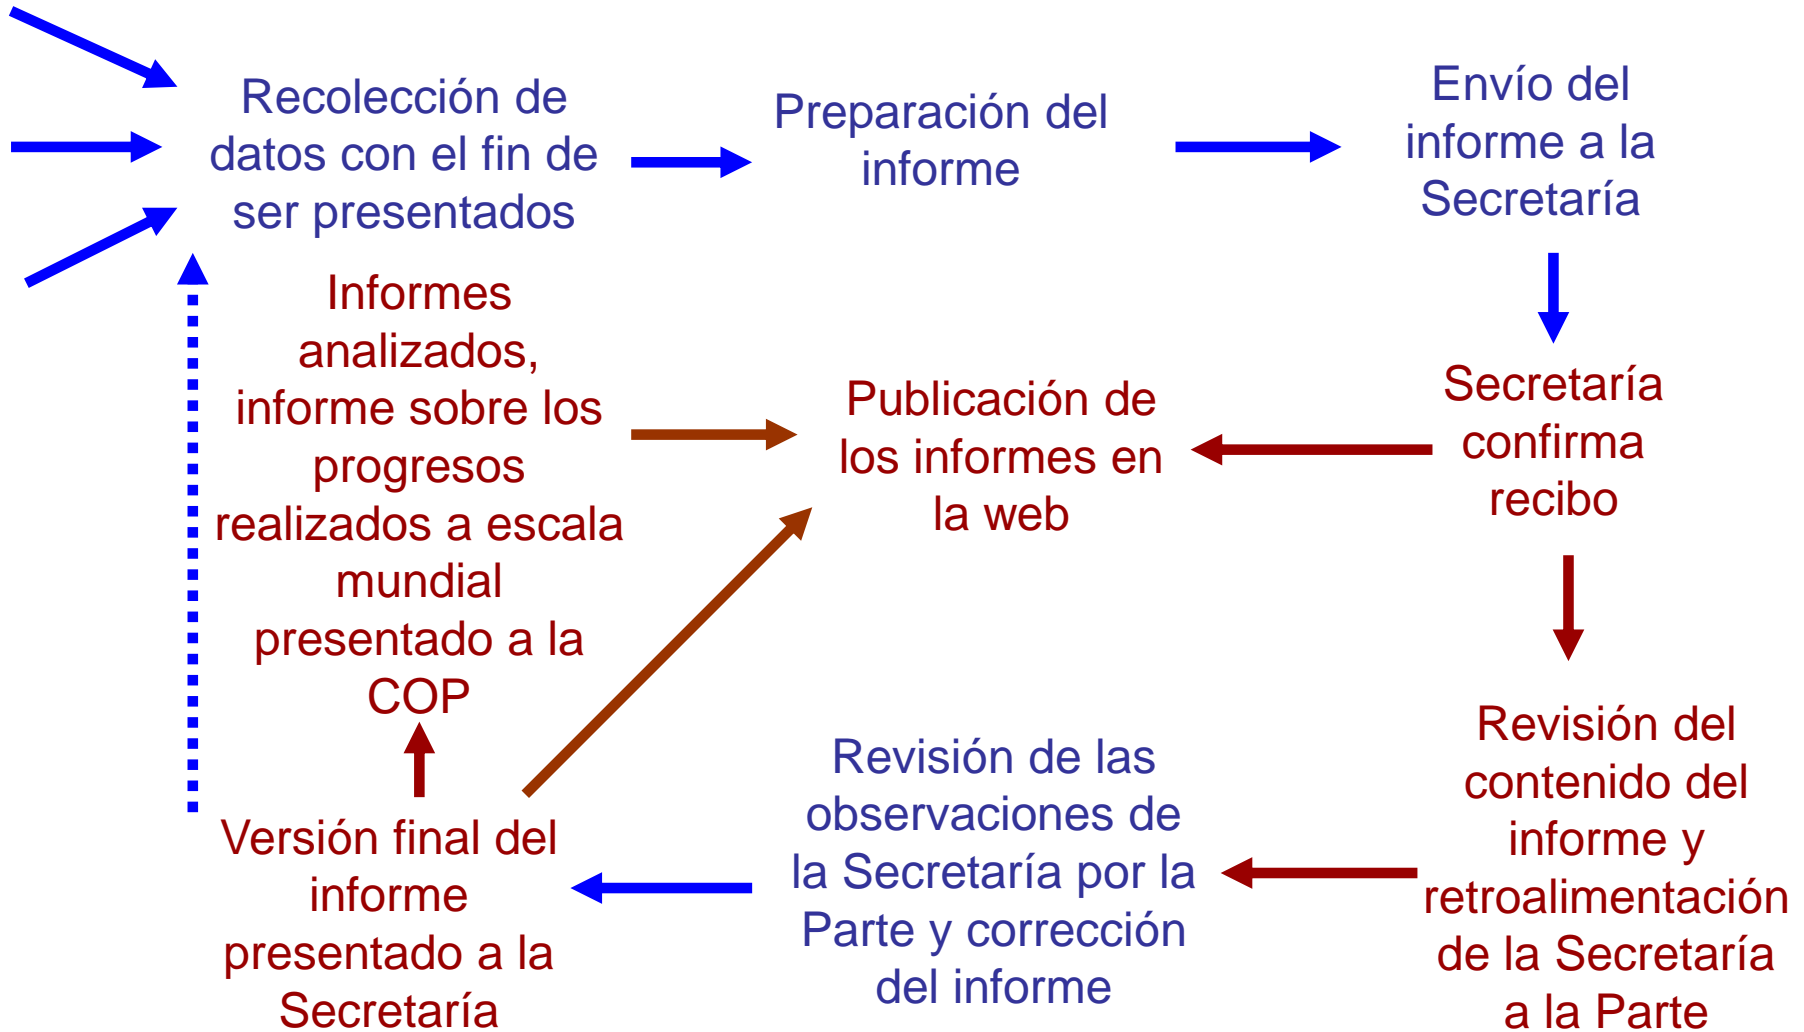 Recolección de
datos con el fin de
ser presentados
Preparación del
informe
Envío del
informe a la
Secretaría
Informes
analizados,
informe sobre los
progresos
realizados a escala
mundial
presentado a la
COP
Publicación de
los informes en
la web
Secretaría
confirma
recibo
Versión final del
informe
presentado a la
Secretaría
Revisión de las
observaciones de
la Secretaría por la
Parte y corrección
del informe
Revisión del
contenido del
informe y
retroalimentación
de la Secretaría
a la Parte